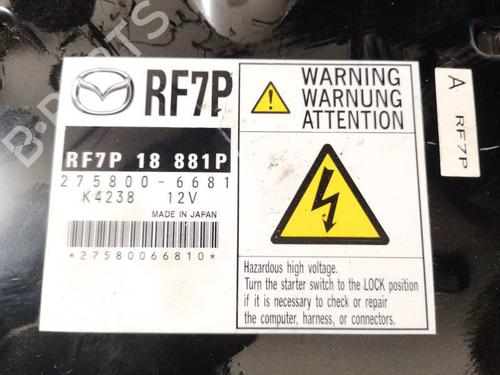 RF7P
RF7P 18 881P
275800-6681
K4238 12V
MADE IN JAPAN
*27580066810*
WARNING
WARNUNG
ATTENTION
Hazardous high voltage.
Turn the starter switch to the LOCK position
if it is necessary to check or repair
the computer, harness, or connectors.
A RF7P